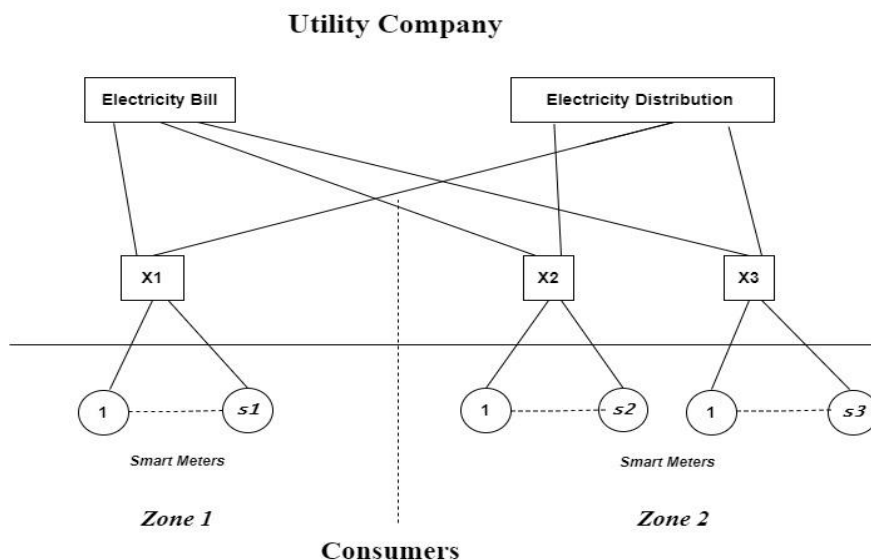 Utility Company
Electricity Bill
Electricity Distribution
X1
X2
X3
1
s1
1
s2
1
s3
Smart Meters
Smart Meters
Zone 1
Zone 2
Consumers